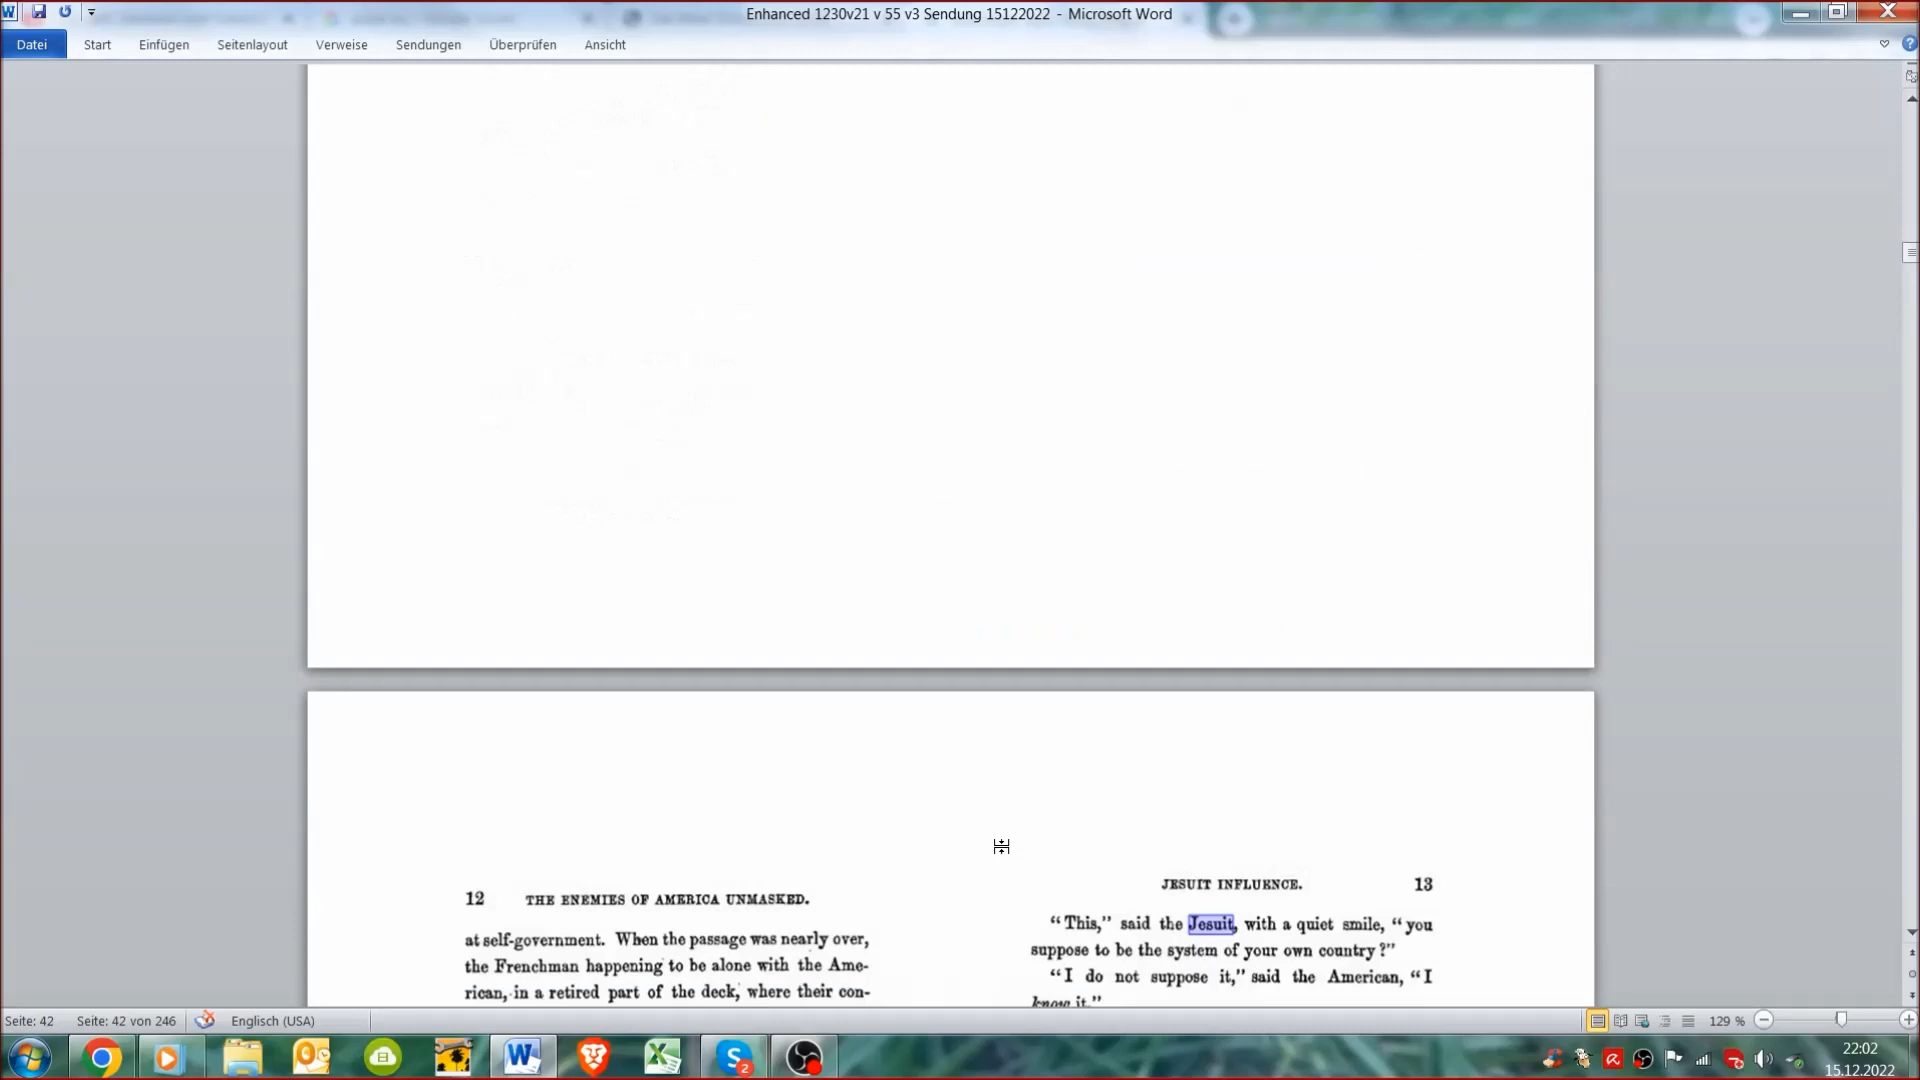 Enhanced 1230v21 v 55 v3 Sendung 15122022 - Microsoft Word
Datei Start Einfügen Seitenlayout Verweise Sendungen Überprüfen Ansicht
12 THE ENEMIES OF AMERICA UNMASKED.
at self-government. When the passage was nearly over,
the Frenchman happening to be alone with the Ame-
rican, in a retired part of the deck, where their con-
JESUIT INFLUENCE. 13
“This,” said the Jesuit, with a quiet smile, “you
suppose to be the system of your own country?”
“I do not suppose it,” said the American, “I
know it.”
Seite: 42 Seite: 42 von 246 Englisch (USA) 129 %
2
22:02
15.12.2022